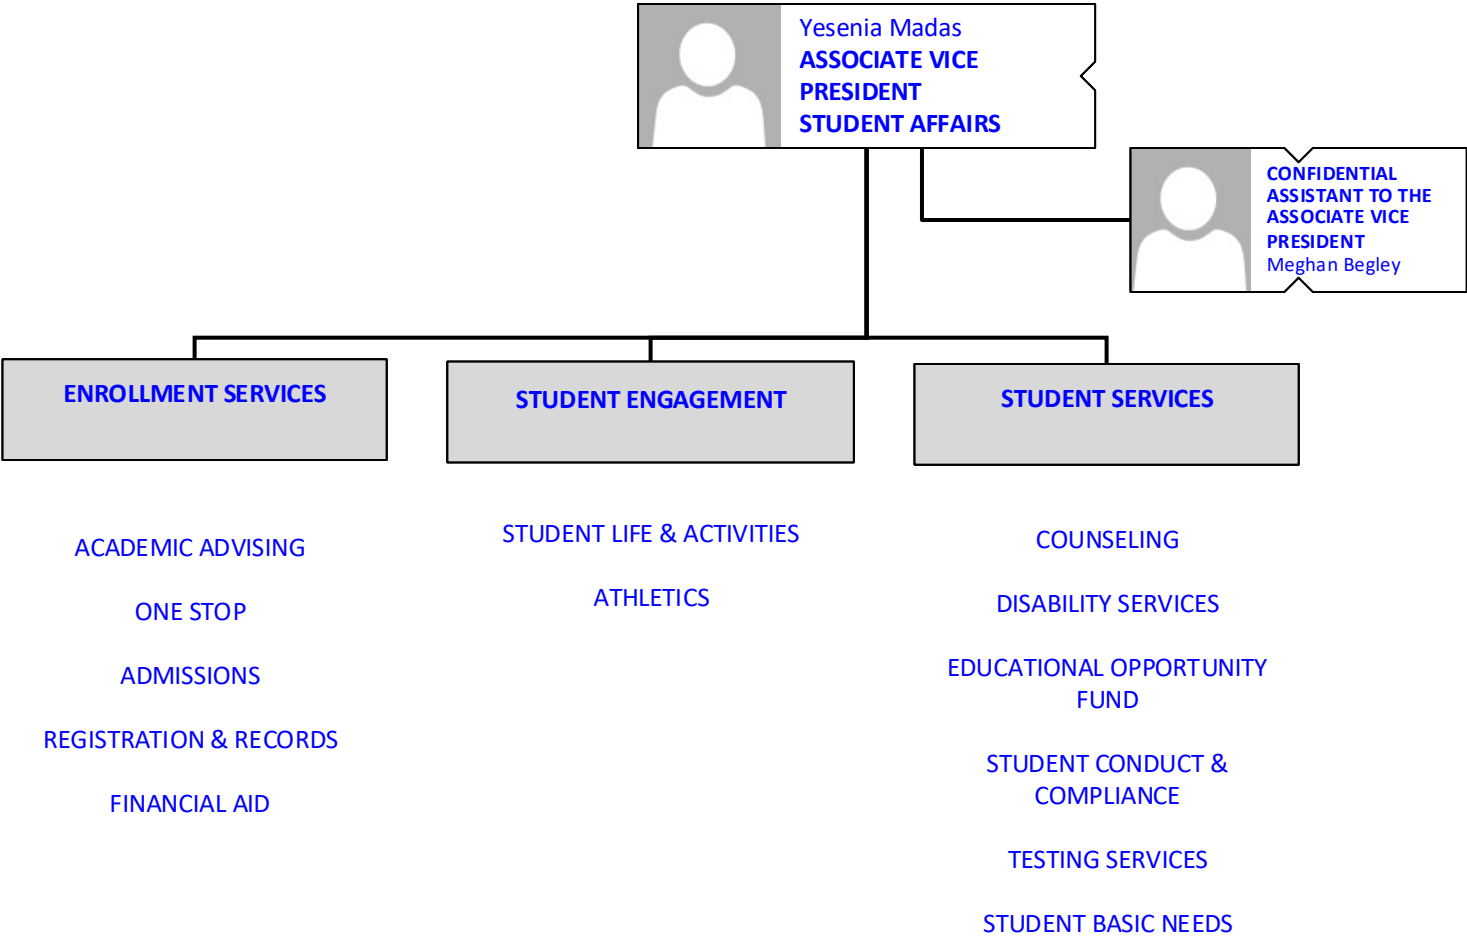 Yesenia Madas
ASSOCIATE VICE
PRESIDENT
STUDENT AFFAIRS
CONFIDENTIAL
ASSISTANT TO THE
ASSOCIATE VICE
PRESIDENT
Meghan Begley
ENROLLMENT SERVICES
ACADEMIC ADVISING
ONE STOP
ADMISSIONS
REGISTRATION & RECORDS
FINANCIAL AID
STUDENT ENGAGEMENT
STUDENT LIFE & ACTIVITIES
ATHLETICS
STUDENT SERVICES
COUNSELING
DISABILITY SERVICES
EDUCATIONAL OPPORTUNITY
FUND
STUDENT CONDUCT &
COMPLIANCE
TESTING SERVICES
STUDENT BASIC NEEDS